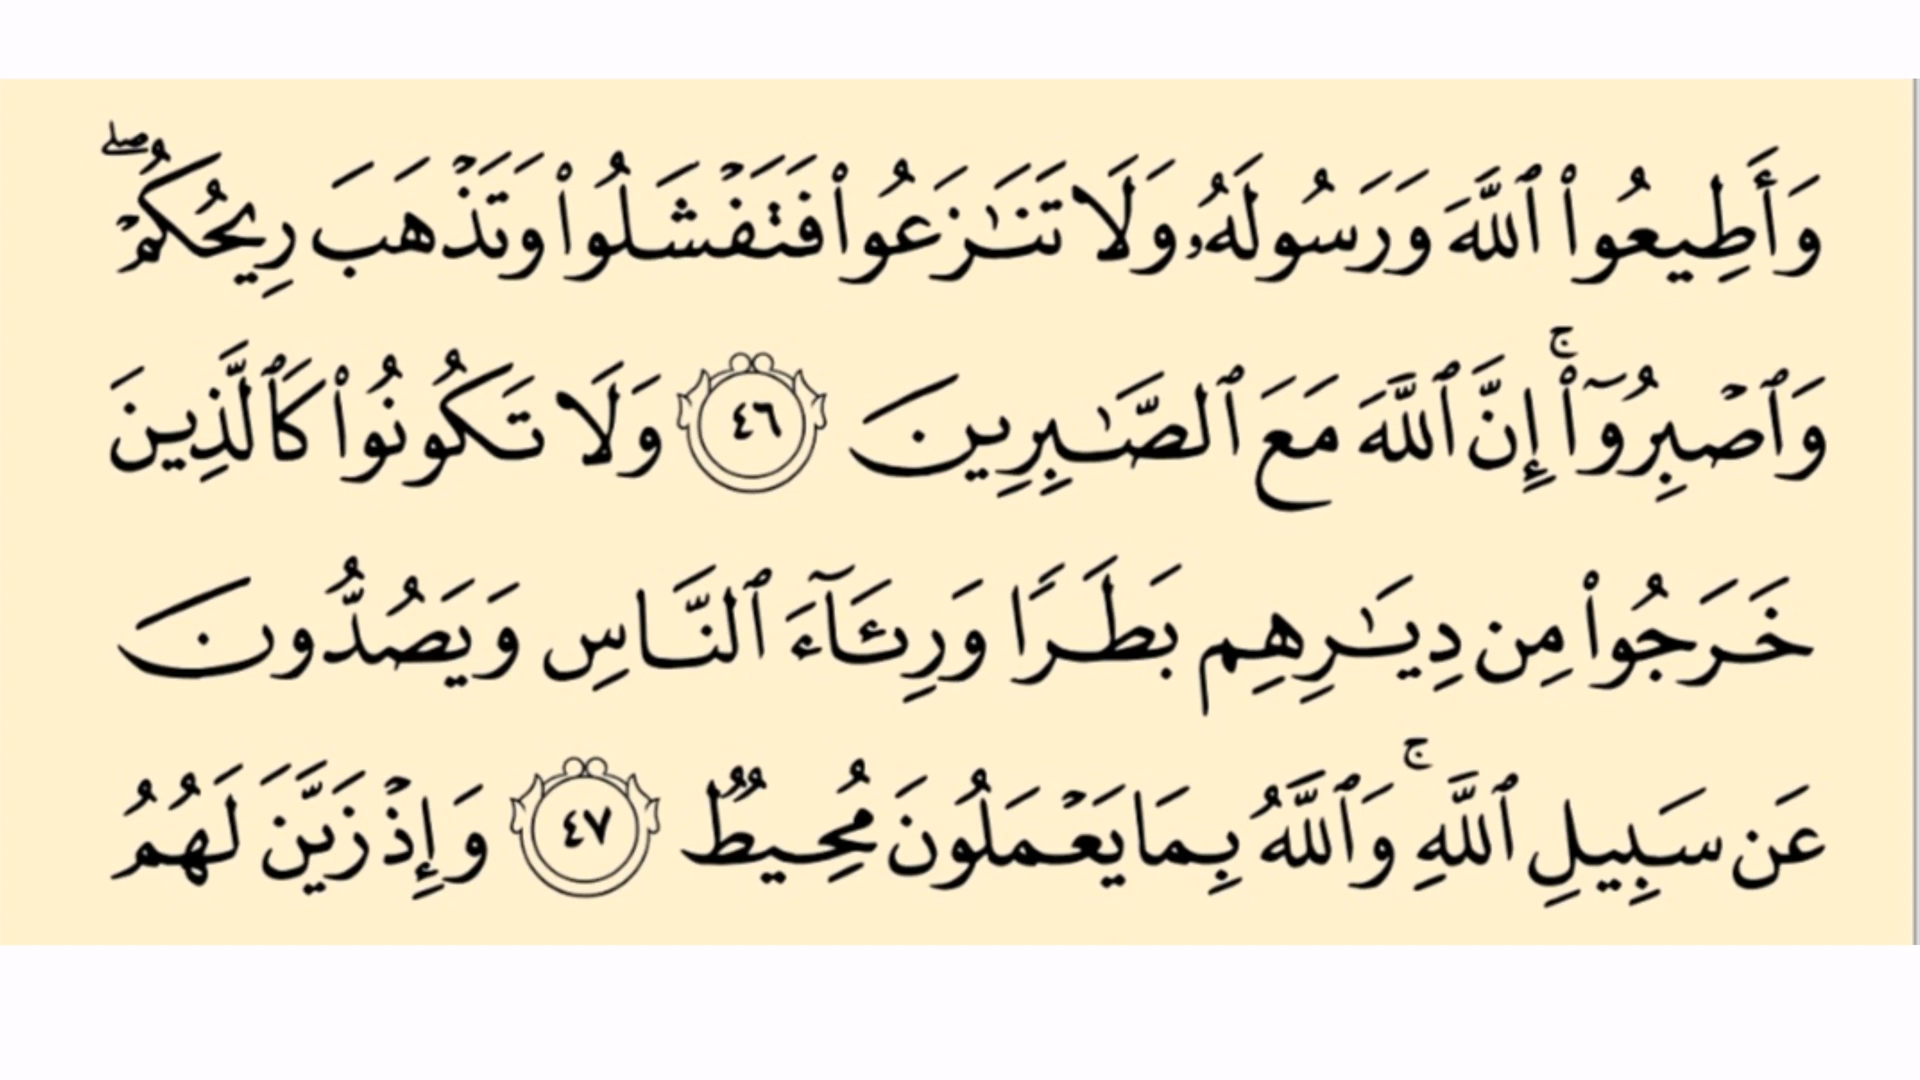 وَأَطِيعُوا۟ ٱللَّهَ وَرَسُولَهُۥ وَلَا تَنَـٰزَعُوا۟ فَتَفْشَلُوا۟ وَتَذْهَبَ رِيحُكُمْ ۖ
وَٱصْبِرُوٓا۟ ۚ إِنَّ ٱللَّهَ مَعَ ٱلصَّـٰبِرِينَ ٤٦ وَلَا تَكُونُوا۟ كَٱلَّذِينَ
خَرَجُوا۟ مِن دِيَـٰرِهِم بَطَرًا وَرِئَآءَ ٱلنَّاسِ وَيَصُدُّونَ
عَن سَبِيلِ ٱللَّهِ ۚ وَٱللَّهُ بِمَا يَعْمَلُونَ مُحِيطٌ ٤٧ وَإِذْ زَيَّنَ لَهُمُ